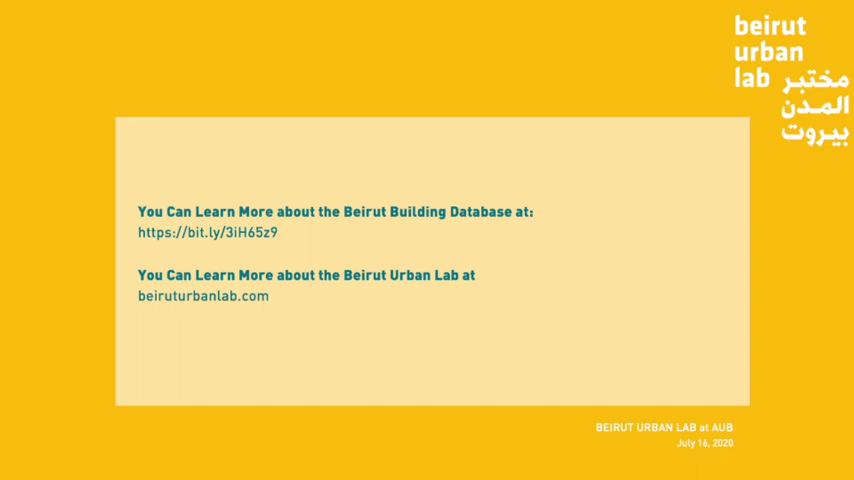 beirut
urban
lab
مختبر
المدن
بيروت
You Can Learn More about the Beirut Building Database at:
https://bit.ly/3iH65z9
You Can Learn More about the Beirut Urban Lab at
beiruturbanlab.com
BEIRUT URBAN LAB at AUB
July 16, 2020